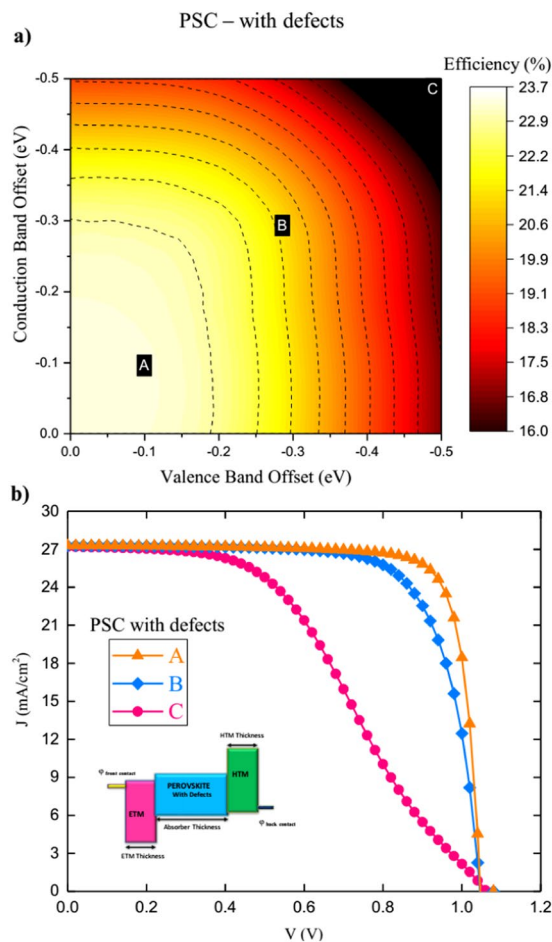 PSC – with defects
a)
Efficiency (%)
-0.5
-0.4
-0.3
-0.2
-0.1
0.0
Conduction Band Offset (eV)
C
B
A
0.0 -0.1 -0.2 -0.3 -0.4 -0.5
Valence Band Offset (eV)
23.7
22.9
22.1
21.4
20.6
19.8
19.1
18.3
17.5
16.8
16.0
b)
30
27
24
21
18
15
12
9
6
3
0
J (mA/cm²)
PSC with defects
A
B
C
HTM Thickness
φ front contact
ETM
PEROVSKITE
With Defects
HTM
Absorber Thickness
φ back contact
ETM Thickness
0.0 0.2 0.4 0.6 0.8 1.0 1.2
V (V)